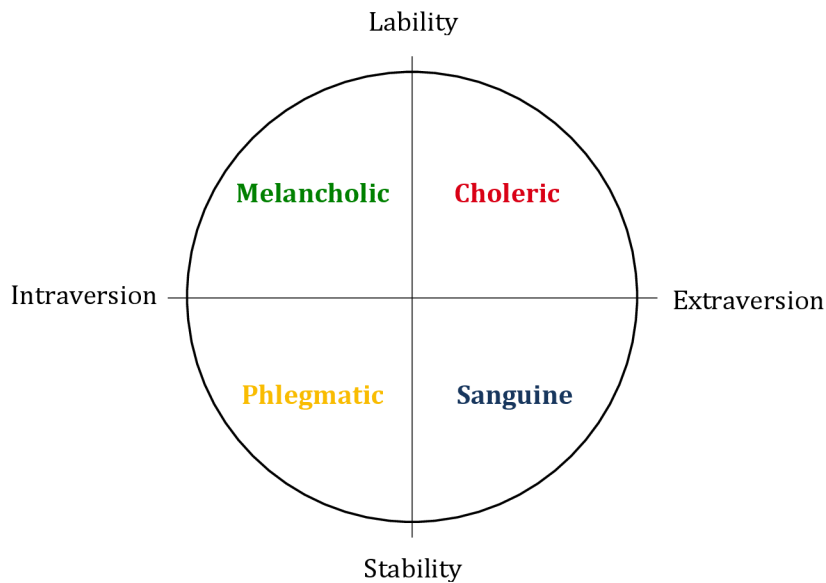 Lability
Melancholic
Choleric
Intraversion
Extraversion
Phlegmatic
Sanguine
Stability